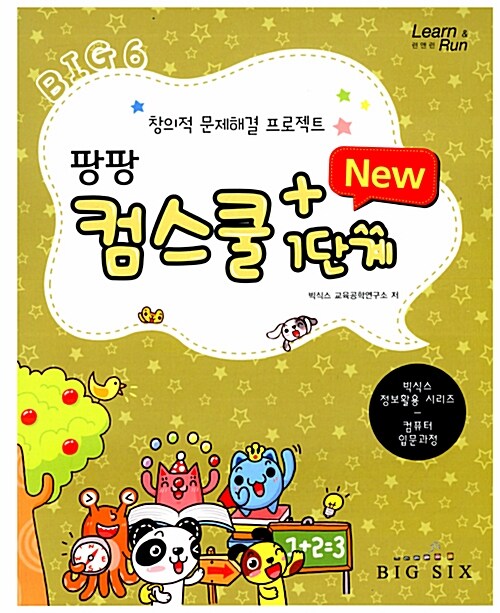 Learn &
런앤런 Run
BIG6
창의적 문제해결 프로젝트
팡팡
New
컴스쿨+
1단계
빅식스 교육공학연구소 저
빅식스
정보활용 시리즈
–
컴퓨터
입문과정
1+2=3
BIG SIX